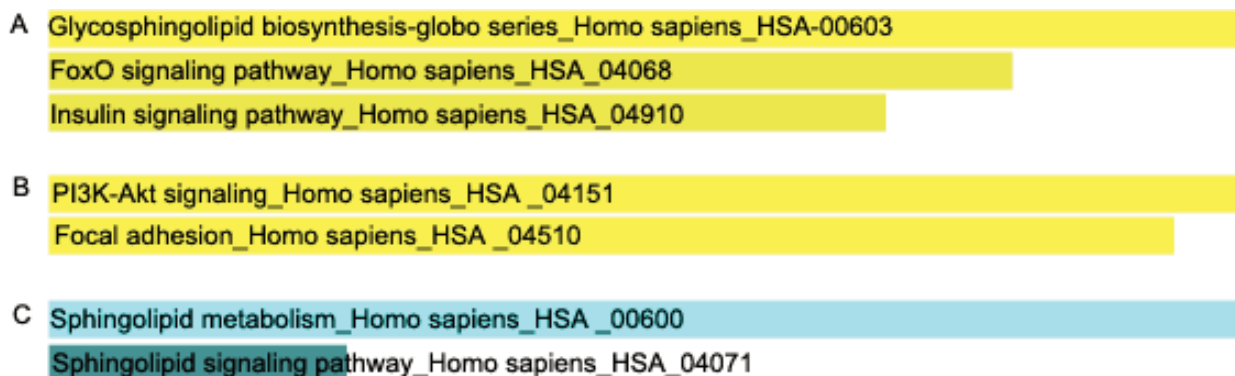 A Glycosphingolipid biosynthesis-globo series_Homo sapiens_HSA-00603
FoxO signaling pathway_Homo sapiens_HSA_04068
Insulin signaling pathway_Homo sapiens_HSA_04910
B PI3K-Akt signaling_Homo sapiens_HSA _04151
Focal adhesion_Homo sapiens_HSA _04510
C Sphingolipid metabolism_Homo sapiens_HSA _00600
Sphingolipid signaling pathway_Homo sapiens_HSA_04071